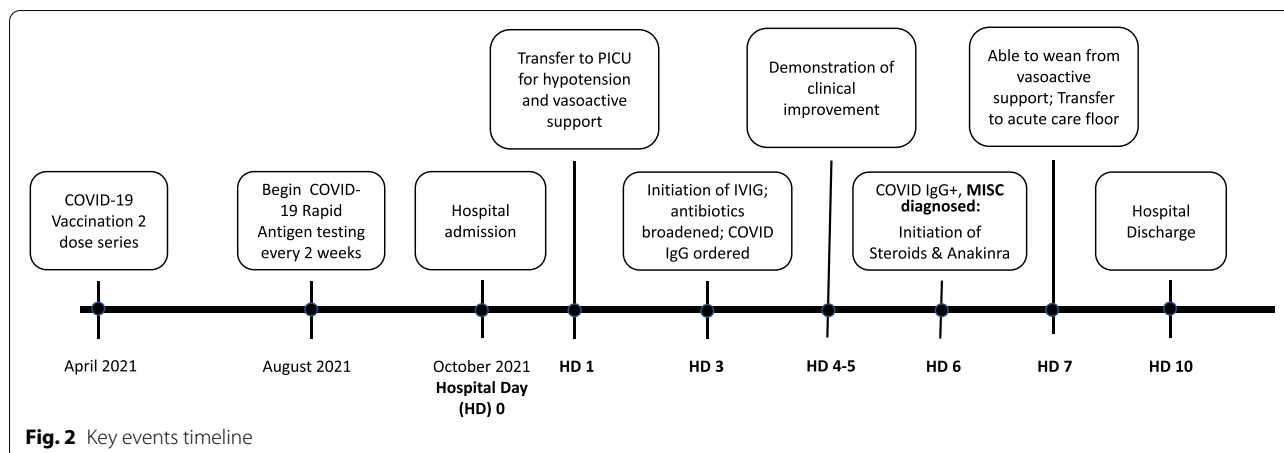 COVID-19
Vaccination 2
dose series
April 2021
Begin  COVID-
19 Rapid
Antigen testing
every 2 weeks
August 2021
Hospital
admission
October 2021
Hospital Day
(HD) 0
Transfer to PICU
for hypotension
and vasoactive
support
HD 1
Initiation of IVIG;
antibiotics
broadened; COVID
IgG ordered
HD 3
Demonstration of
clinical
improvement
HD 4-5
COVID IgG+, MISC
diagnosed:
Initiation of
Steroids & Anakinra
HD 6
Able to wean from
vasoactive
support; Transfer
to acute care floor
HD 7
Hospital
Discharge
HD 10
Fig. 2 Key events timeline